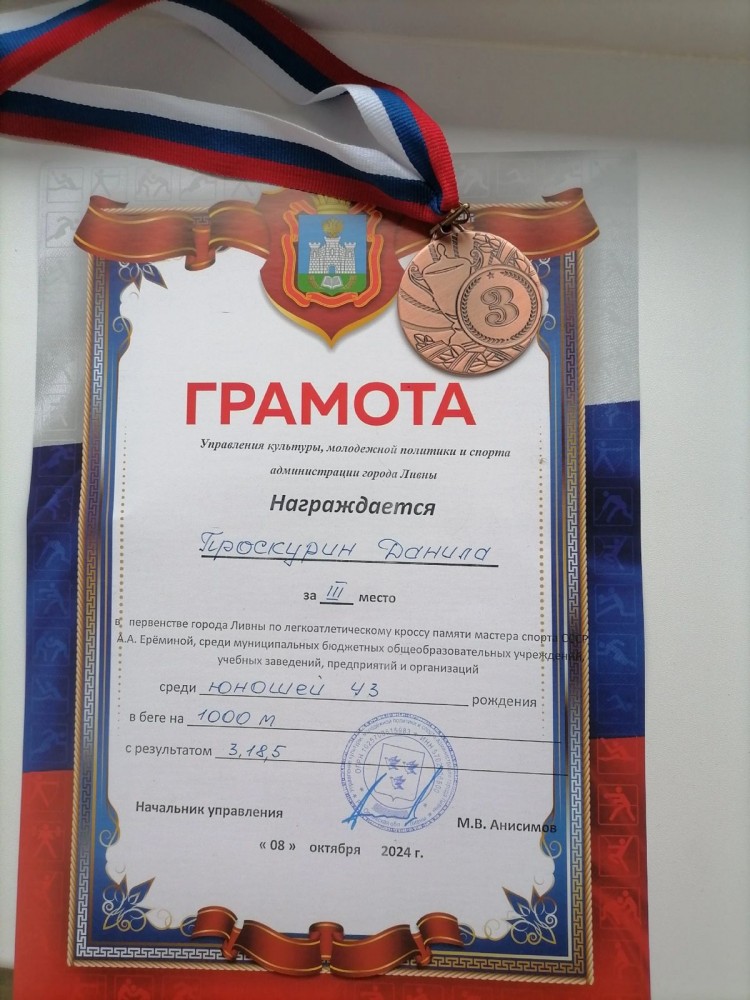 3
ГРАМОТА
Управления культуры, молодежной политики и спорта
администрации города Ливны
Награждается
Проскурин Данила
за III место
в первенстве города Ливны по легкоатлетическому кроссу памяти мастера спорта СССР
А.А. Ерёминой, среди муниципальных бюджетных общеобразовательных учреждений,
учебных заведений, предприятий и организаций
среди юношей УЗ рождения
в беге на 1000 м
с результатом 3,18,5
Начальник управления
М.В. Анисимов
« 08 » октября 2024 г.